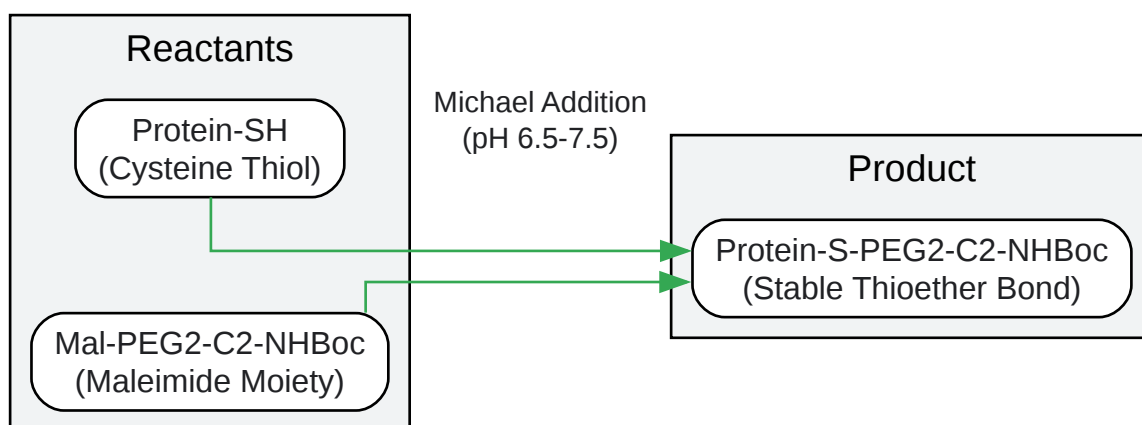 Reactants
Protein-SH
(Cysteine Thiol)
Mal-PEG2-C2-NHBoc
(Maleimide Moiety)
Michael Addition
(pH 6.5-7.5)
Product
Protein-S-PEG2-C2-NHBoc
(Stable Thioether Bond)